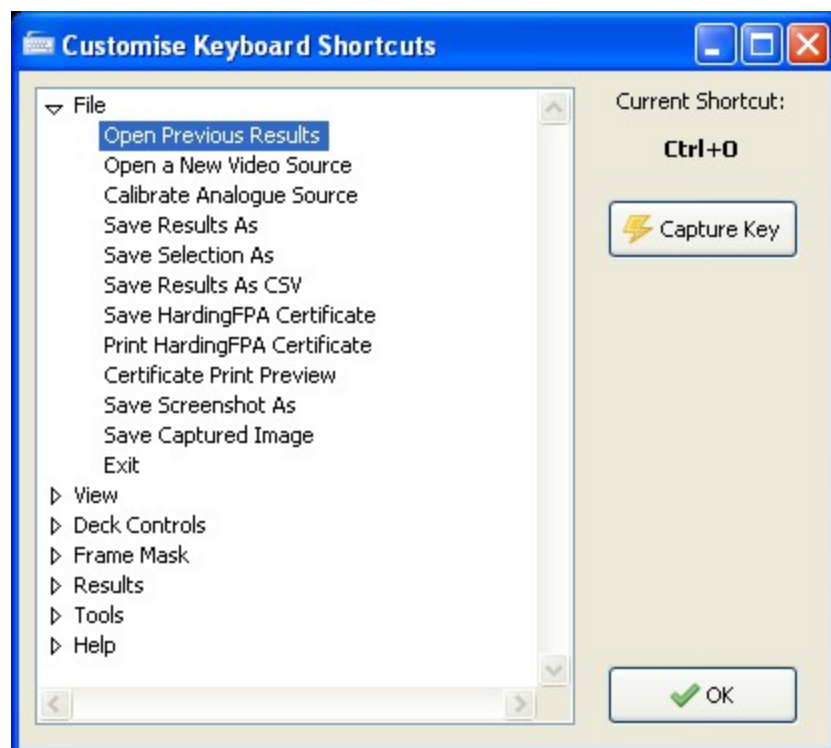 Customise Keyboard Shortcuts
File
Open Previous Results
Open a New Video Source
Calibrate Analogue Source
Save Results As
Save Selection As
Save Results As CSV
Save HardingFPA Certificate
Print HardingFPA Certificate
Certificate Print Preview
Save Screenshot As
Save Captured Image
Exit
View
Deck Controls
Frame Mask
Results
Tools
Help
Current Shortcut:
Ctrl+O
Capture Key
OK